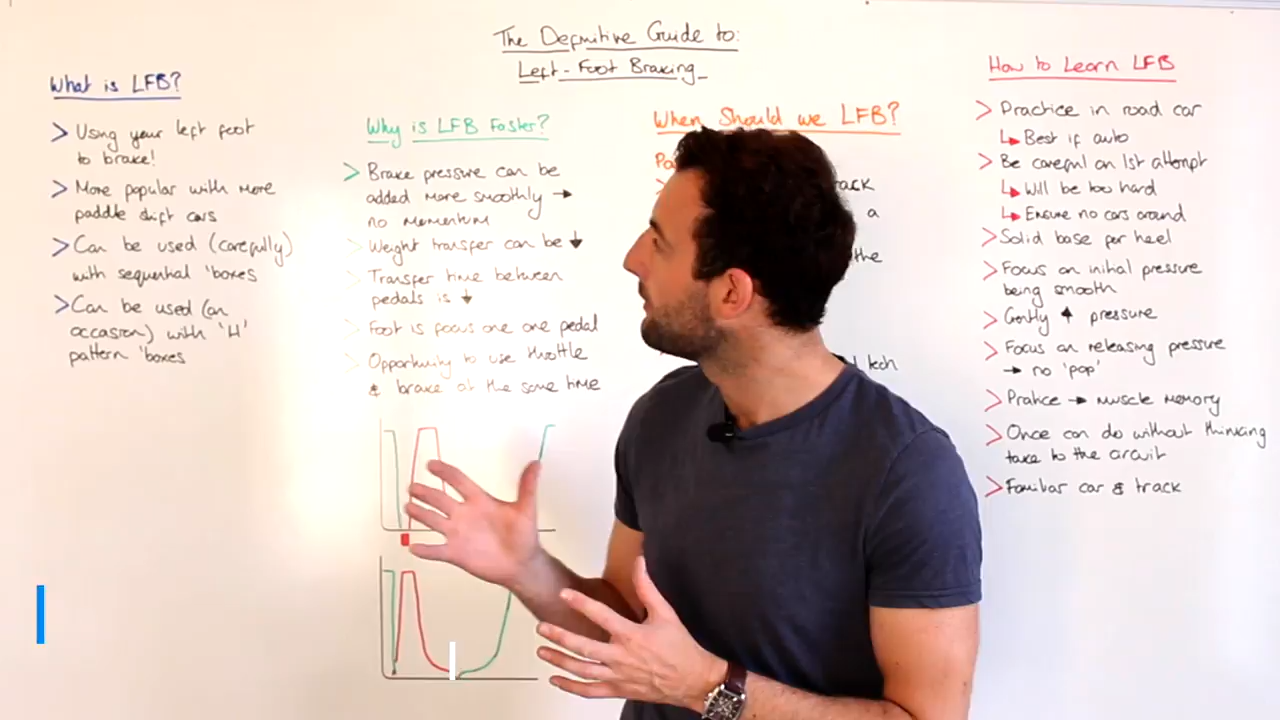 The Definitive Guide to:
Left-Foot Braking
What is LFB?
> Using your left foot
to brake!
> More popular with more
paddle shift cars
> Can be used (carefully)
with sequential 'boxes
> Can be used (on
occasion) with 'H'
pattern 'boxes
Why is LFB Faster?
> Brake pressure can be
added more smoothly →
no momentum
> Weight transfer can be ↓
> Transfer time between
pedals is ↓
> Foot is focus one one pedal
> Opportunity to use throttle
& brake at the same time
When Should we LFB?
rack
a
the
tech
How to Learn LFB
> Practice in road car
↳ Best if auto
> Be careful on 1st attempt
↳ Will be too hard
↳ Ensure no cars around
> Solid base per heel
> Focus on initial pressure
being smooth
> Gently ↑ pressure
> Focus on releasing pressure
→ no 'pop'
> Pratice → muscle memory
> Once can do without thinking
take to the circuit
> Familiar car & track